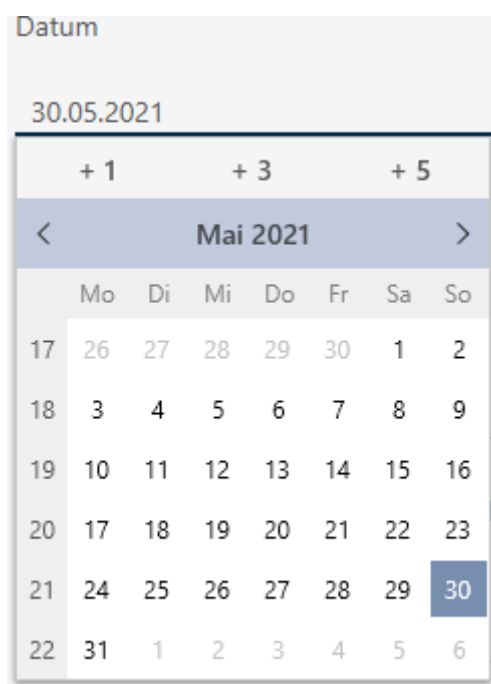 Datum
30.05.2021
+ 1 + 3 + 5
< Mai 2021 >
Mo Di Mi Do Fr Sa So
17 26 27 28 29 30 1 2
18 3 4 5 6 7 8 9
19 10 11 12 13 14 15 16
20 17 18 19 20 21 22 23
21 24 25 26 27 28 29 30
22 31 1 2 3 4 5 6